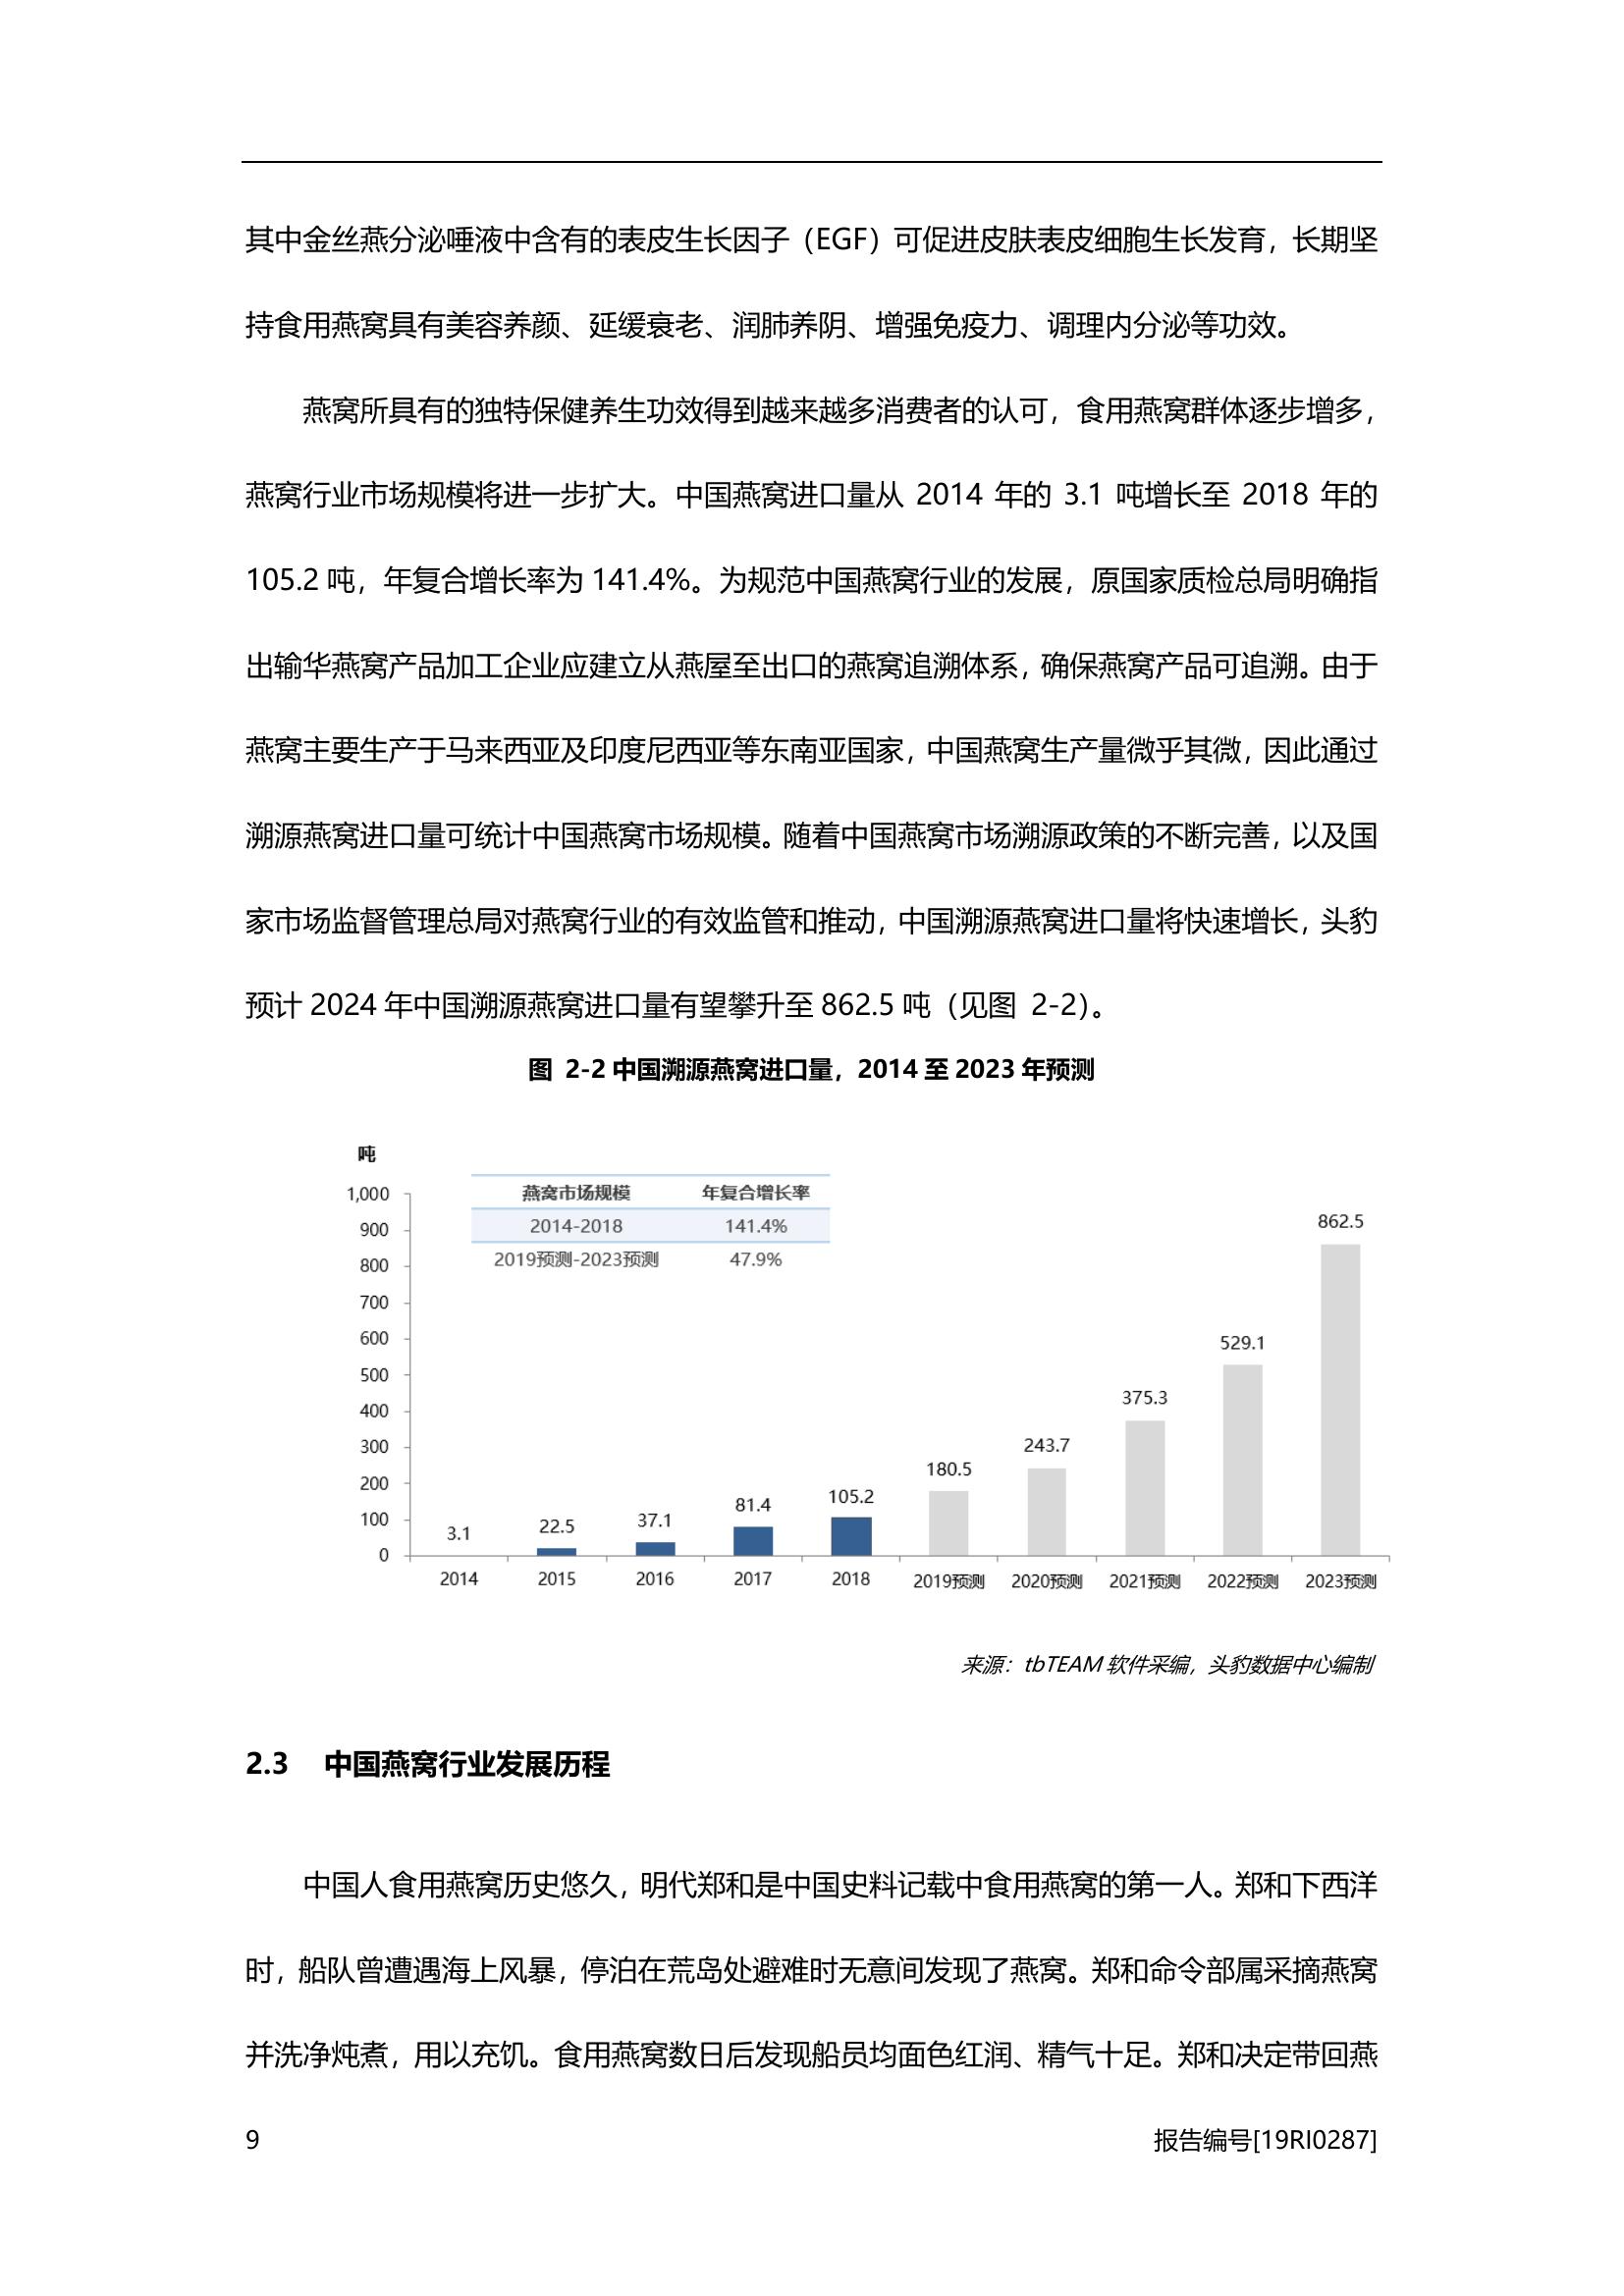 其中金丝燕分泌唾液中含有的表皮生长因子（EGF）可促进皮肤表皮细胞生长发育，长期坚
持食用燕窝具有美容养颜、延缓衰老、润肺养阴、增强免疫力、调理内分泌等功效。
燕窝所具有的独特保健养生功效得到越来越多消费者的认可，食用燕窝群体逐步增多，
燕窝行业市场规模将进一步扩大。中国燕窝进口量从 2014 年的 3.1 吨增长至 2018 年的
105.2 吨，年复合增长率为 141.4%。为规范中国燕窝行业的发展，原国家质检总局明确指
出输华燕窝产品加工企业应建立从燕屋至出口的燕窝追溯体系，确保燕窝产品可追溯。由于
燕窝主要生产于马来西亚及印度尼西亚等东南亚国家，中国燕窝生产量微乎其微，因此通过
溯源燕窝进口量可统计中国燕窝市场规模。随着中国燕窝市场溯源政策的不断完善，以及国
家市场监督管理总局对燕窝行业的有效监管和推动，中国溯源燕窝进口量将快速增长，头豹
预计 2024 年中国溯源燕窝进口量有望攀升至 862.5 吨（见图 2-2）。
图 2-2 中国溯源燕窝进口量，2014 至 2023 年预测
吨
燕窝市场规模 年复合增长率
2014-2018 141.4%
2019预测-2023预测 47.9%
1,000
900
800
700
600
500
400
300
200
100
0
3.1
22.5
37.1
81.4
105.2
180.5
243.7
375.3
529.1
862.5
2014 2015 2016 2017 2018 2019预测 2020预测 2021预测 2022预测 2023预测
来源：tbTEAM 软件采编，头豹数据中心编制
2.3 中国燕窝行业发展历程
中国人食用燕窝历史悠久，明代郑和是中国史料记载中食用燕窝的第一人。郑和下西洋
时，船队曾遭遇海上风暴，停泊在荒岛处避难时无意间发现了燕窝。郑和命令部属采摘燕窝
并洗净炖煮，用以充饥。食用燕窝数日后发现船员均面色红润、精气十足。郑和决定带回燕
9 报告编号[19RI0287]